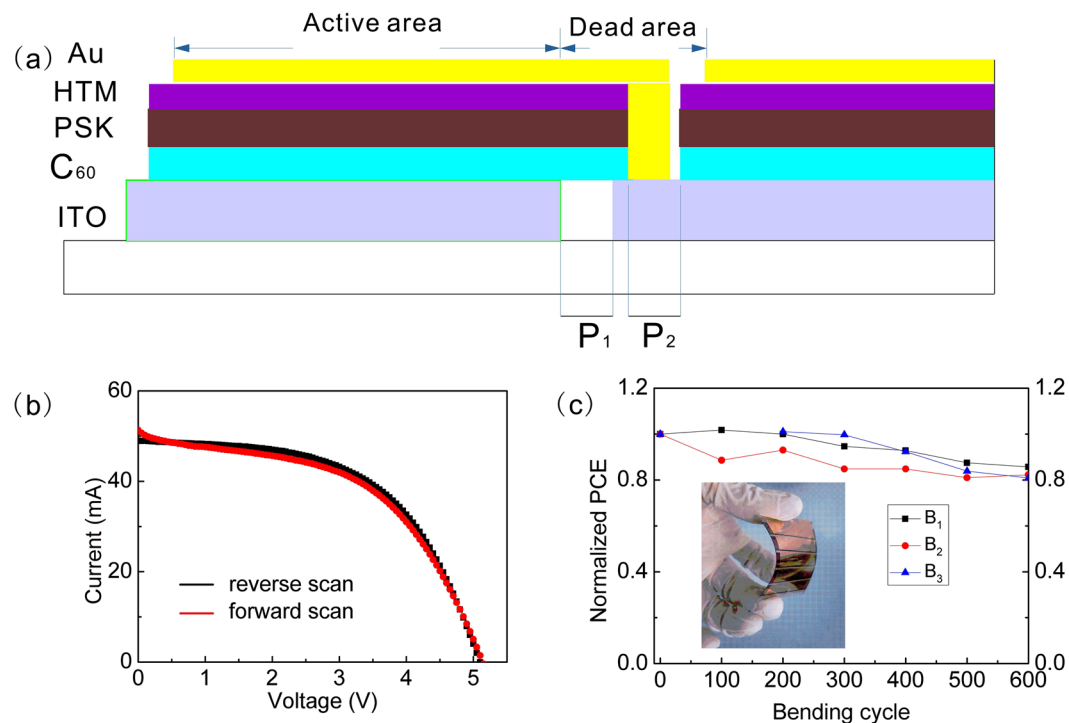 (a)
Active area
Dead area
Au
HTM
PSK
C₆₀
ITO
P₁
P₂
(b)
60
40
20
0
Current (mA)
reverse scan
forward scan
0 1 2 3 4 5
Voltage (V)
(c)
1.2
0.8
0.4
0.0
Normalized PCE
B₁
B₂
B₃
1.2
0.8
0.4
0.0
0 100 200 300 400 500 600
Bending cycle